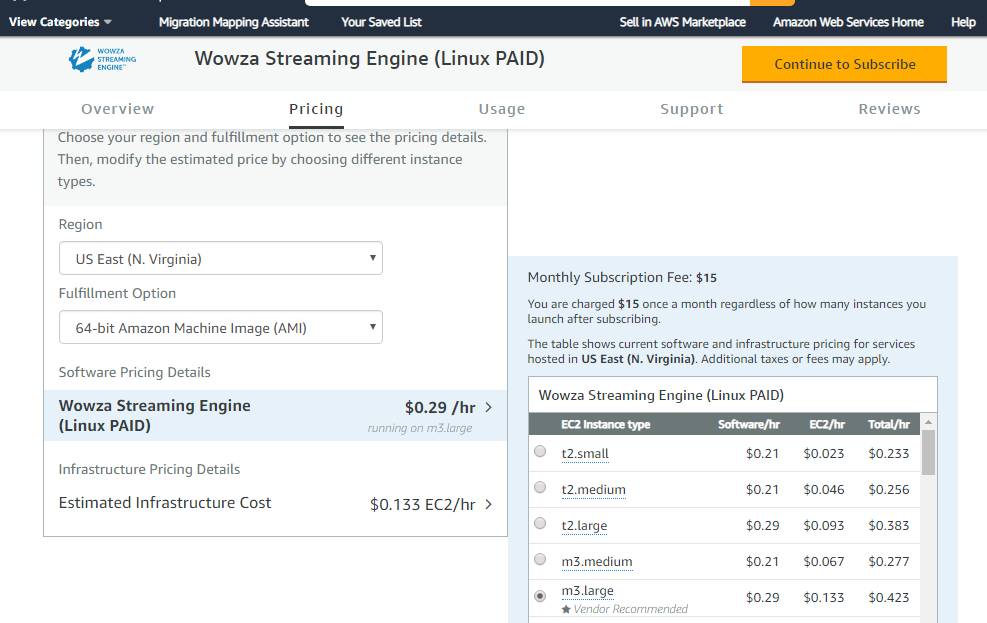 View Categories
Migration Mapping Assistant
Your Saved List
Sell in AWS Marketplace
Amazon Web Services Home
Help
WOWZA
STREAMING
ENGINE™
Wowza Streaming Engine (Linux PAID)
Continue to Subscribe
Overview
Pricing
Usage
Support
Reviews
Choose your region and fulfillment option to see the pricing details.
Then, modify the estimated price by choosing different instance
types.
Region
US East (N. Virginia)
Fulfillment Option
64-bit Amazon Machine Image (AMI)
Software Pricing Details
Wowza Streaming Engine
(Linux PAID)
$0.29 /hr >
running on m3.large
Infrastructure Pricing Details
Estimated Infrastructure Cost
$0.133 EC2/hr >
Monthly Subscription Fee: $15
You are charged $15 once a month regardless of how many instances you
launch after subscribing.
The table shows current software and infrastructure pricing for services
hosted in US East (N. Virginia). Additional taxes or fees may apply.
Wowza Streaming Engine (Linux PAID)
EC2 Instance type Software/hr EC2/hr Total/hr
t2.small $0.21 $0.023 $0.233
t2.medium $0.21 $0.046 $0.256
t2.large $0.29 $0.093 $0.383
m3.medium $0.21 $0.067 $0.277
m3.large $0.29 $0.133 $0.423
★ Vendor Recommended